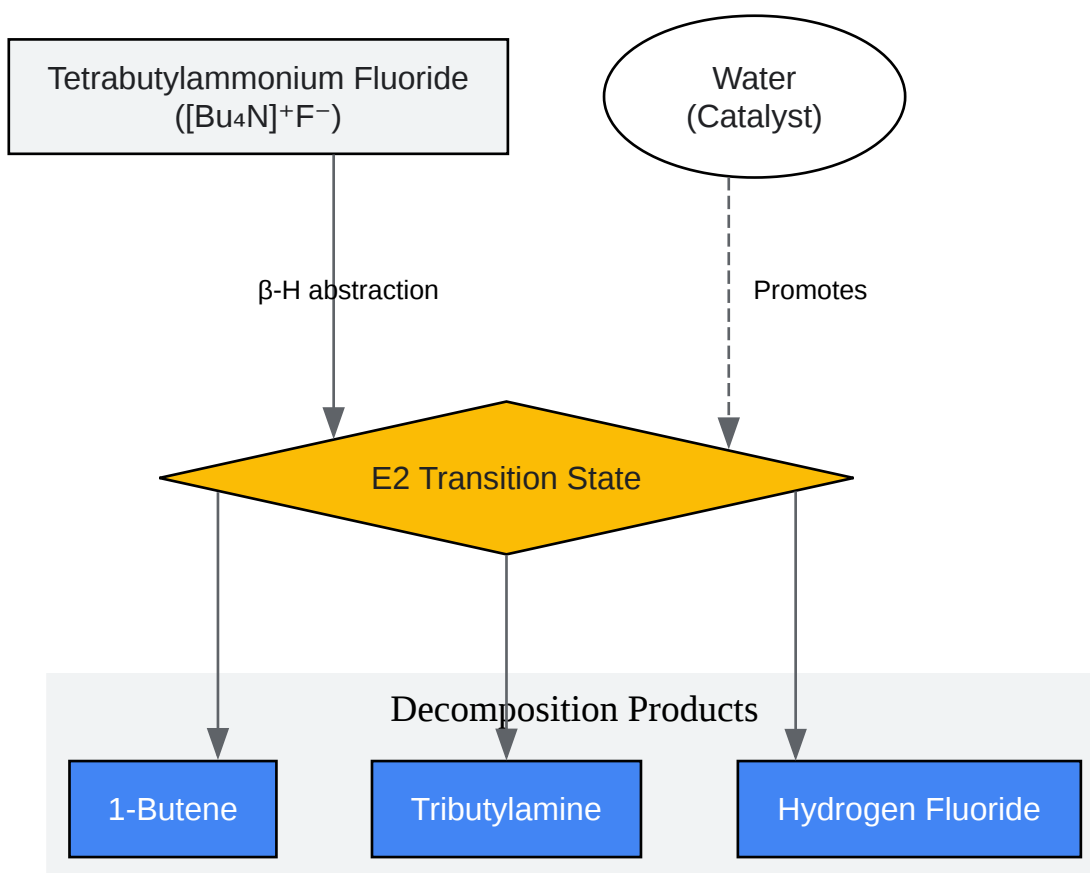 Tetrabutylammonium Fluoride
([Bu₄N]⁺F⁻)
Water
(Catalyst)
β-H abstraction
Promotes
E2 Transition State
Decomposition Products
1-Butene
Tributylamine
Hydrogen Fluoride